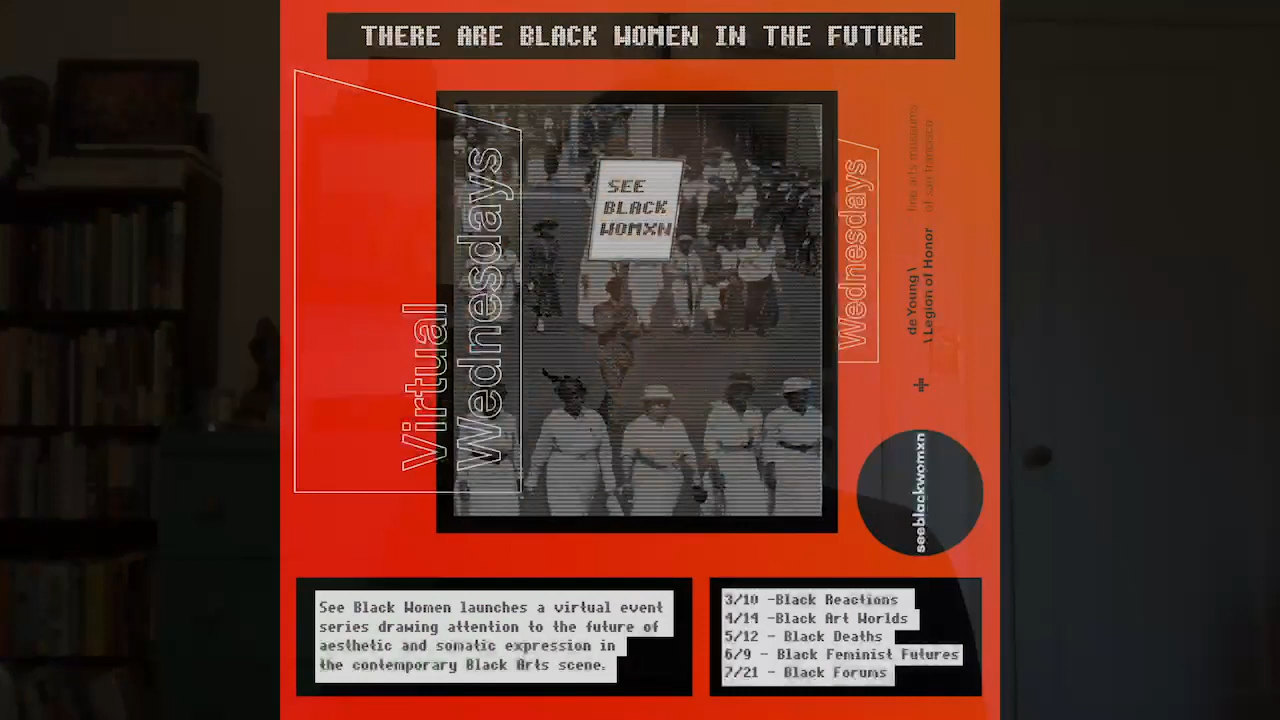 THERE ARE BLACK WOMEN IN THE FUTURE
SEE
BLACK
WOMXN
Virtual
Wednesdays
Wednesdays
fine arts museums
of san francisco
de Young \
\ Legion of Honor
+
seeblackwomxn
See Black Women launches a virtual event
series drawing attention to the future of
aesthetic and somatic expression in
the contemporary Black Arts scene.
3/10 -Black Reactions
4/14 -Black Art Worlds
5/12 - Black Deaths
6/9 - Black Feminist Futures
7/21 - Black Forums